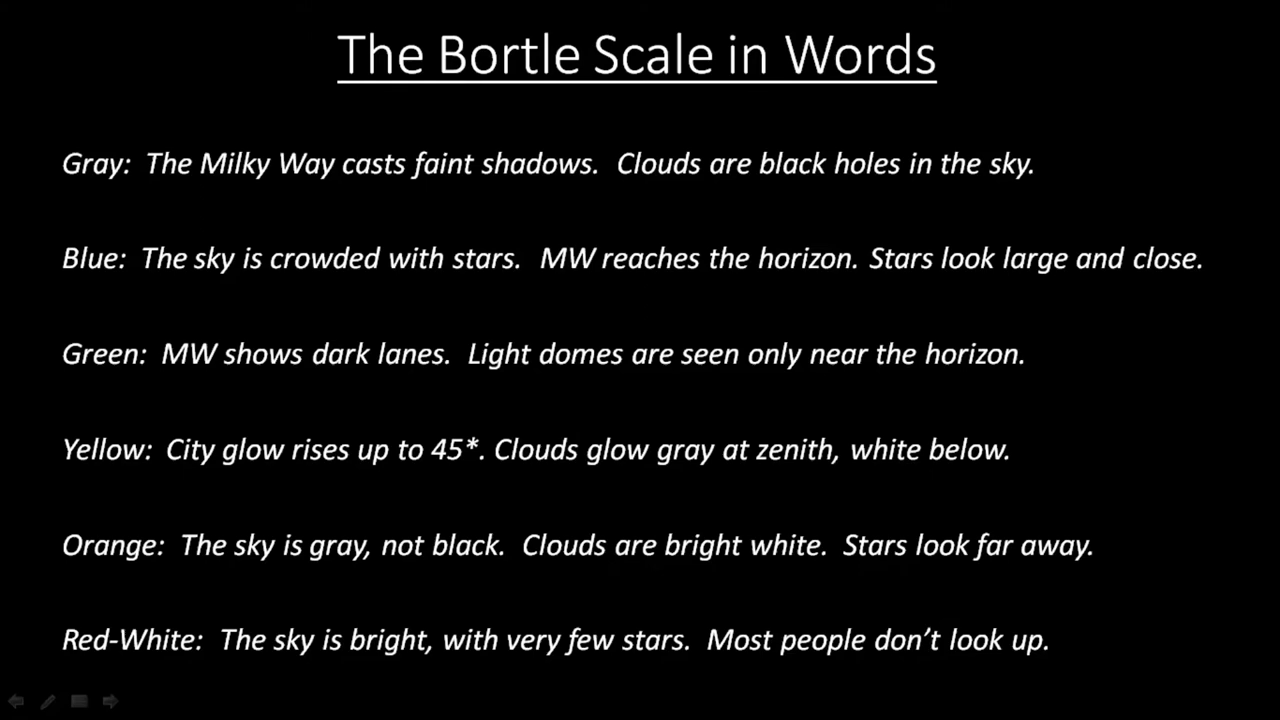 The Bortle Scale in Words
Gray: The Milky Way casts faint shadows. Clouds are black holes in the sky.
Blue: The sky is crowded with stars. MW reaches the horizon. Stars look large and close.
Green: MW shows dark lanes. Light domes are seen only near the horizon.
Yellow: City glow rises up to 45*. Clouds glow gray at zenith, white below.
Orange: The sky is gray, not black. Clouds are bright white. Stars look far away.
Red-White: The sky is bright, with very few stars. Most people don’t look up.